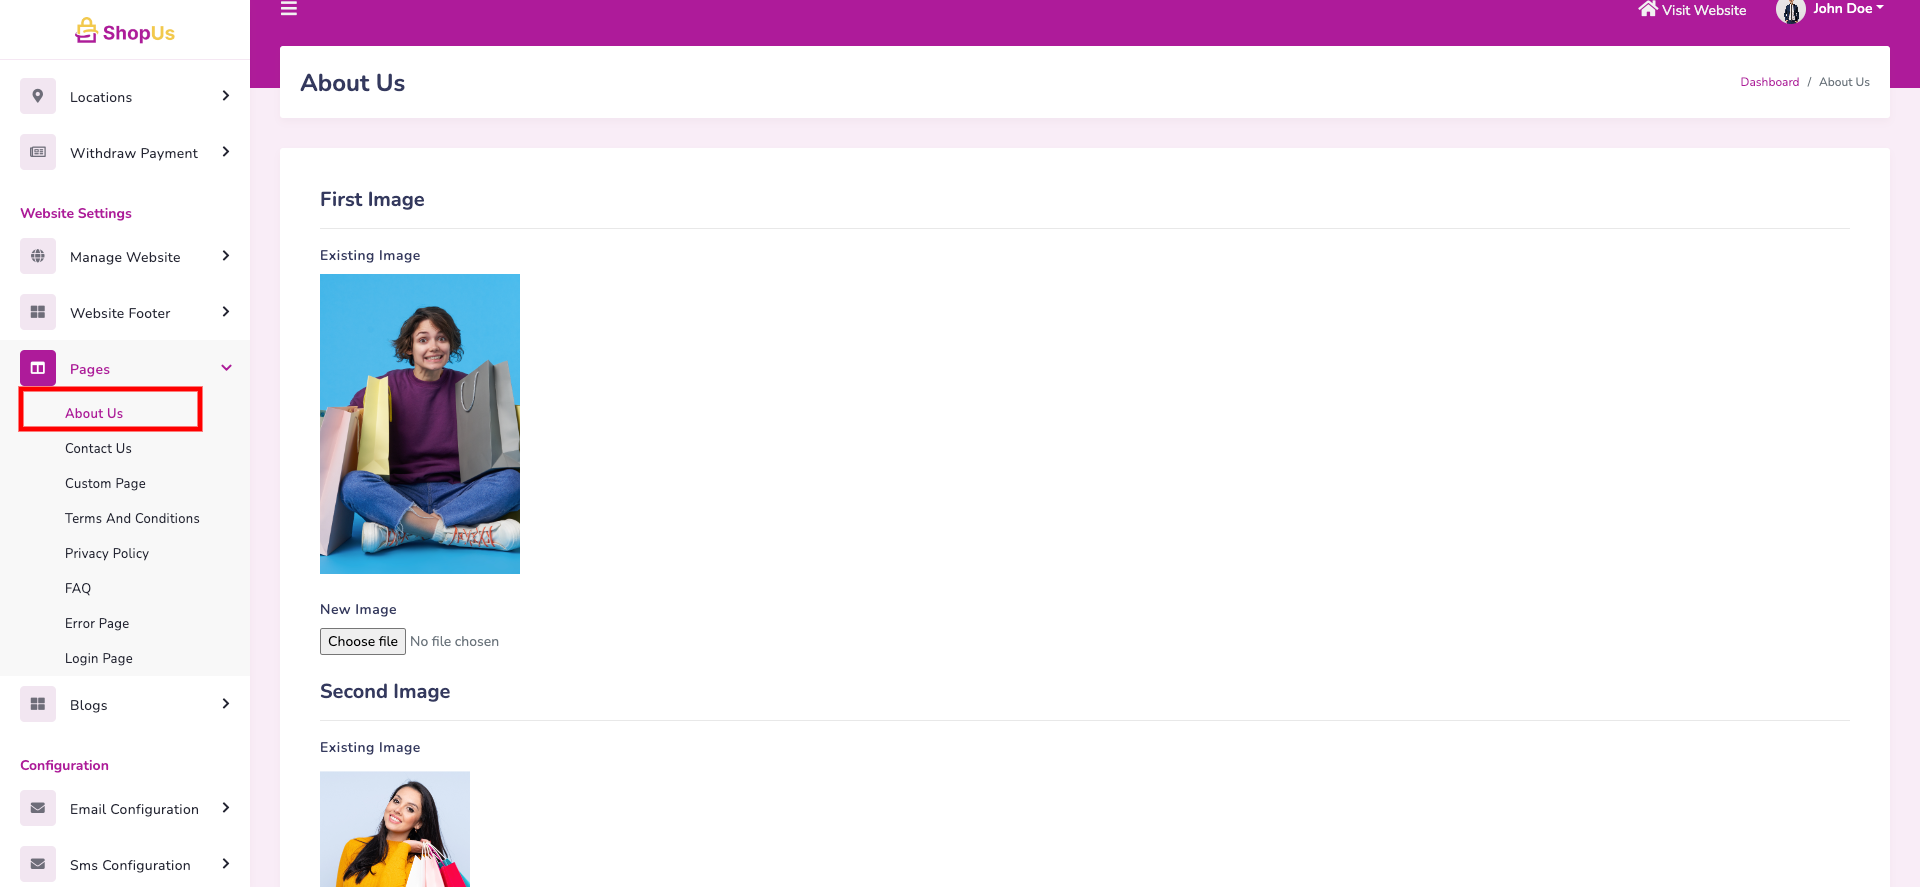 ShopUs
Locations
Withdraw Payment
Website Settings
Manage Website
Website Footer
Pages
About Us
Contact Us
Custom Page
Terms And Conditions
Privacy Policy
FAQ
Error Page
Login Page
Blogs
Configuration
Email Configuration
Sms Configuration
Visit Website
John Doe
About Us
Dashboard / About Us
First Image
Existing Image
New Image
Choose file No file chosen
Second Image
Existing Image